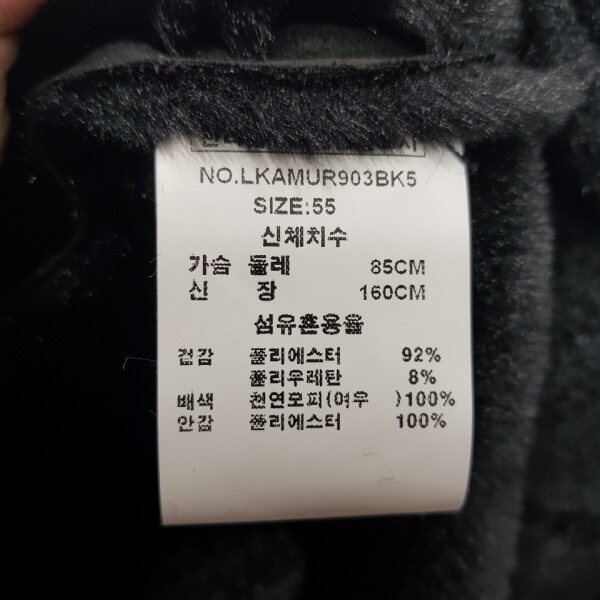 NO.LKAMUR903BK5
SIZE:55
신체치수
가슴 둘레 85CM
신 장 160CM
섬유혼용율
겉감 폴리에스터 92%
폴리우레탄 8%
배색 천연모피(여우 )100%
안감 폴리에스터 100%